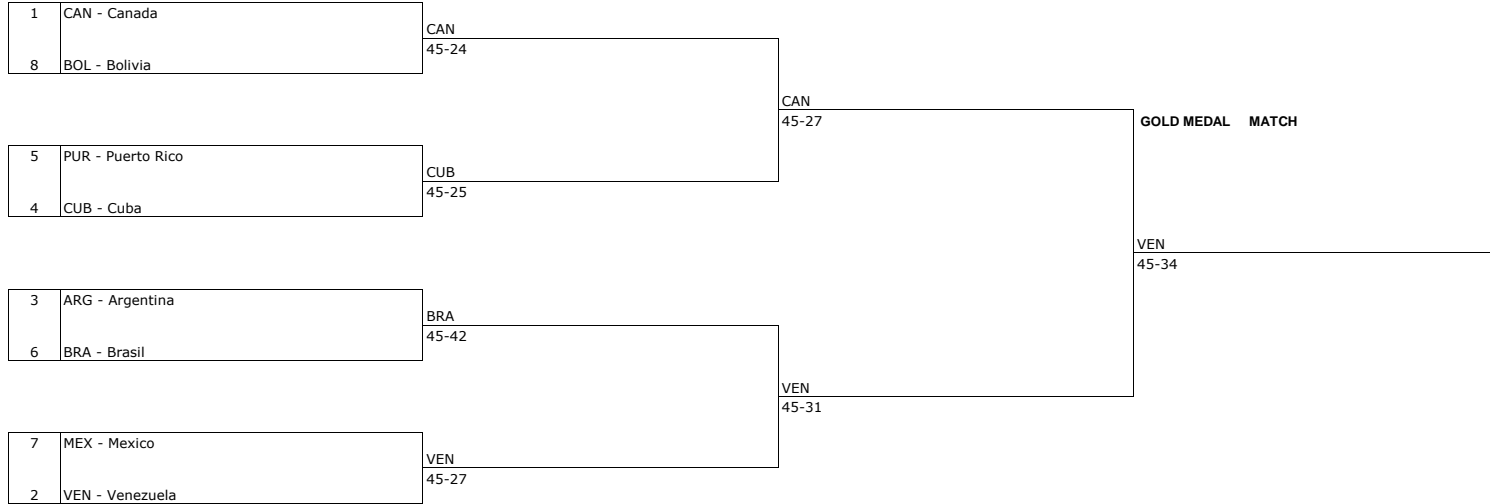 1 CAN - Canada
CAN
45-24
8 BOL - Bolivia
CAN
45-27
GOLD MEDAL MATCH
5 PUR - Puerto Rico
CUB
45-25
4 CUB - Cuba
VEN
45-34
3 ARG - Argentina
BRA
45-42
6 BRA - Brasil
VEN
45-31
7 MEX - Mexico
VEN
45-27
2 VEN - Venezuela